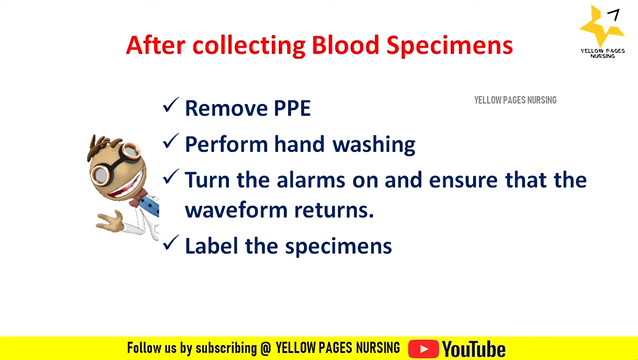 After collecting Blood Specimens
YELLOW PAGES
NURSING
YELLOW PAGES NURSING
✓ Remove PPE
✓ Perform hand washing
✓ Turn the alarms on and ensure that the
waveform returns.
✓ Label the specimens
Follow us by subscribing @ YELLOW PAGES NURSING YouTube